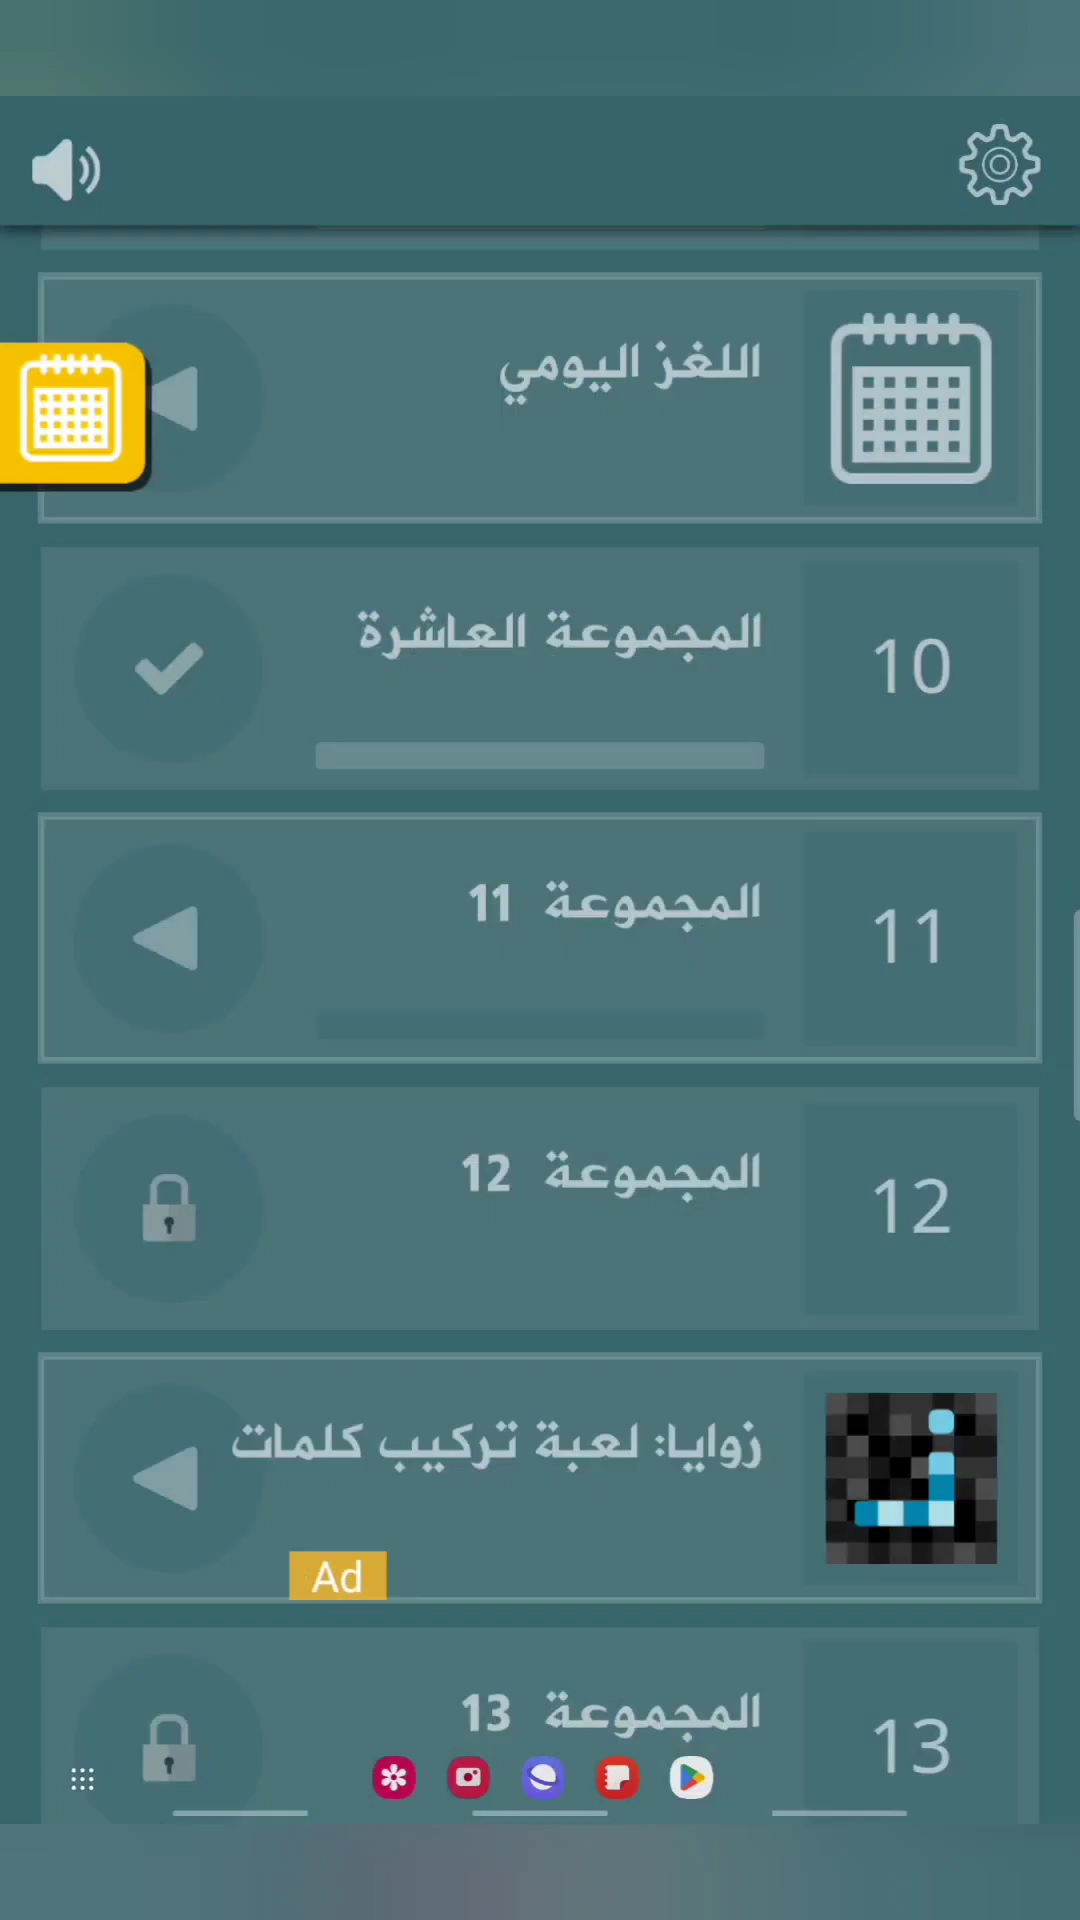 اللغز اليومي
المجموعة العاشرة
10
المجموعة 11
11
المجموعة 12
12
زوايا: لعبة تركيب كلمات
Ad
المجموعة 13
13